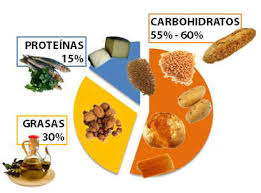 CARBOHIDRATOS
55% - 60%
PROTEÍNAS
15%
GRASAS
30%